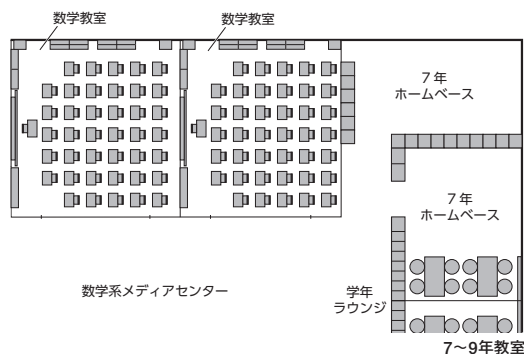 数学教室
数学教室
7 年
ホームベース
7 年
ホームベース
数学系メディアセンター
学年
ラウンジ
7〜9年教室